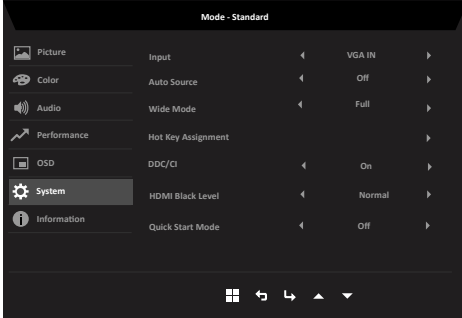 Mode - Standard
Picture
Color
Audio
Performance
OSD
System
Information
Input VGA IN
Auto Source Off
Wide Mode Full
Hot Key Assignment
DDC/CI On
HDMI Black Level Normal
Quick Start Mode Off